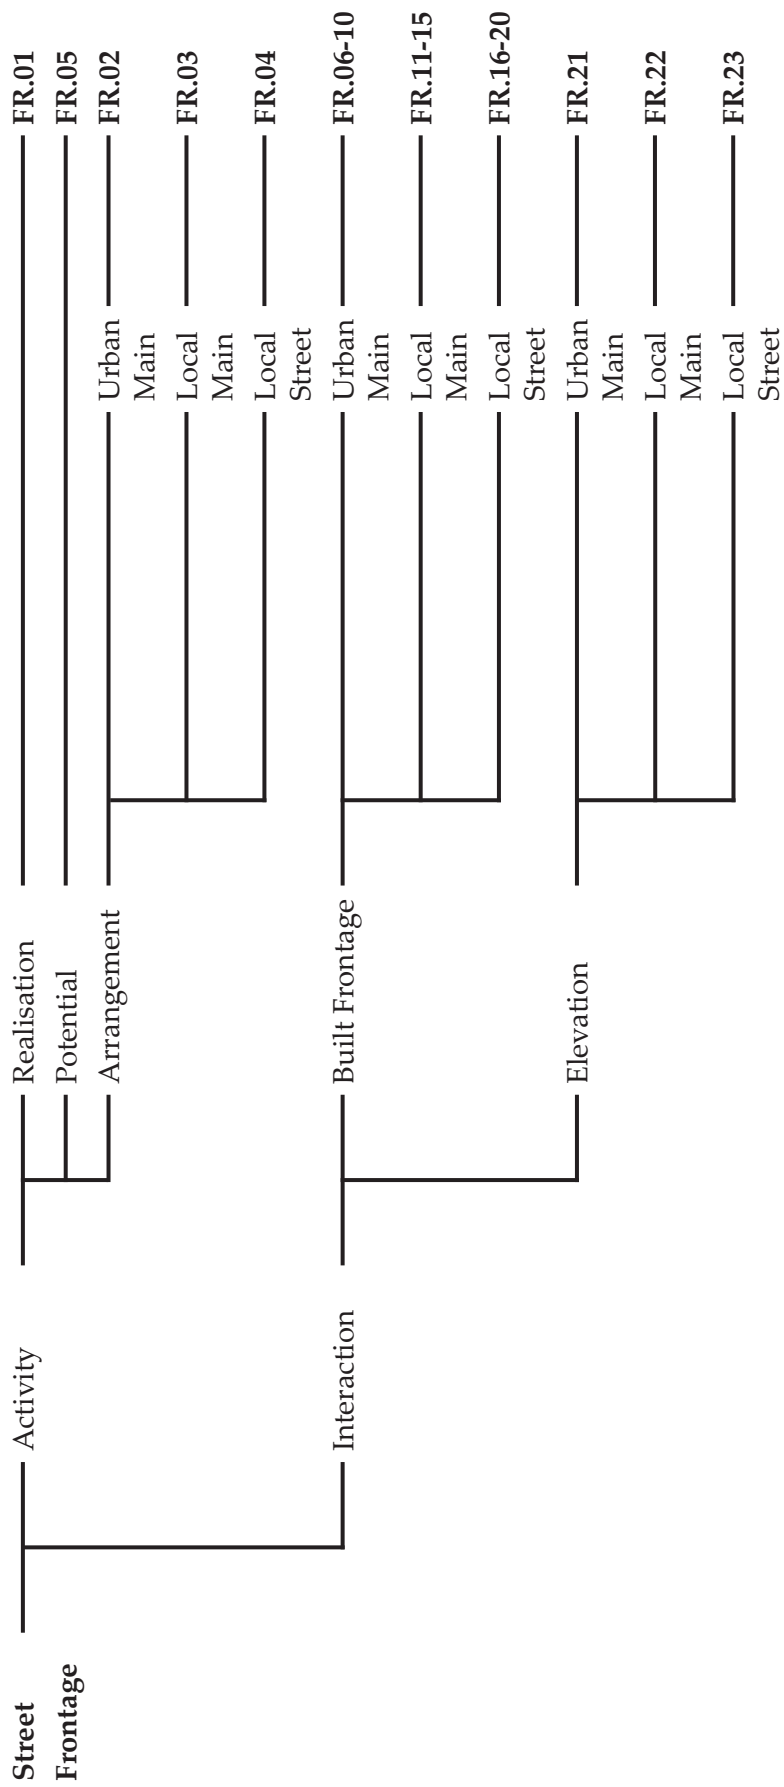 Street
Frontage
Activity
Realisation
FR.01
Potential
FR.05
Arrangement
Urban
Main
FR.02
Local
Main
FR.03
Local
Street
FR.04
Interaction
Built Frontage
Urban
Main
FR.06-10
Local
Main
FR.11-15
Local
Street
FR.16-20
Elevation
Urban
Main
FR.21
Local
Main
FR.22
Local
Street
FR.23